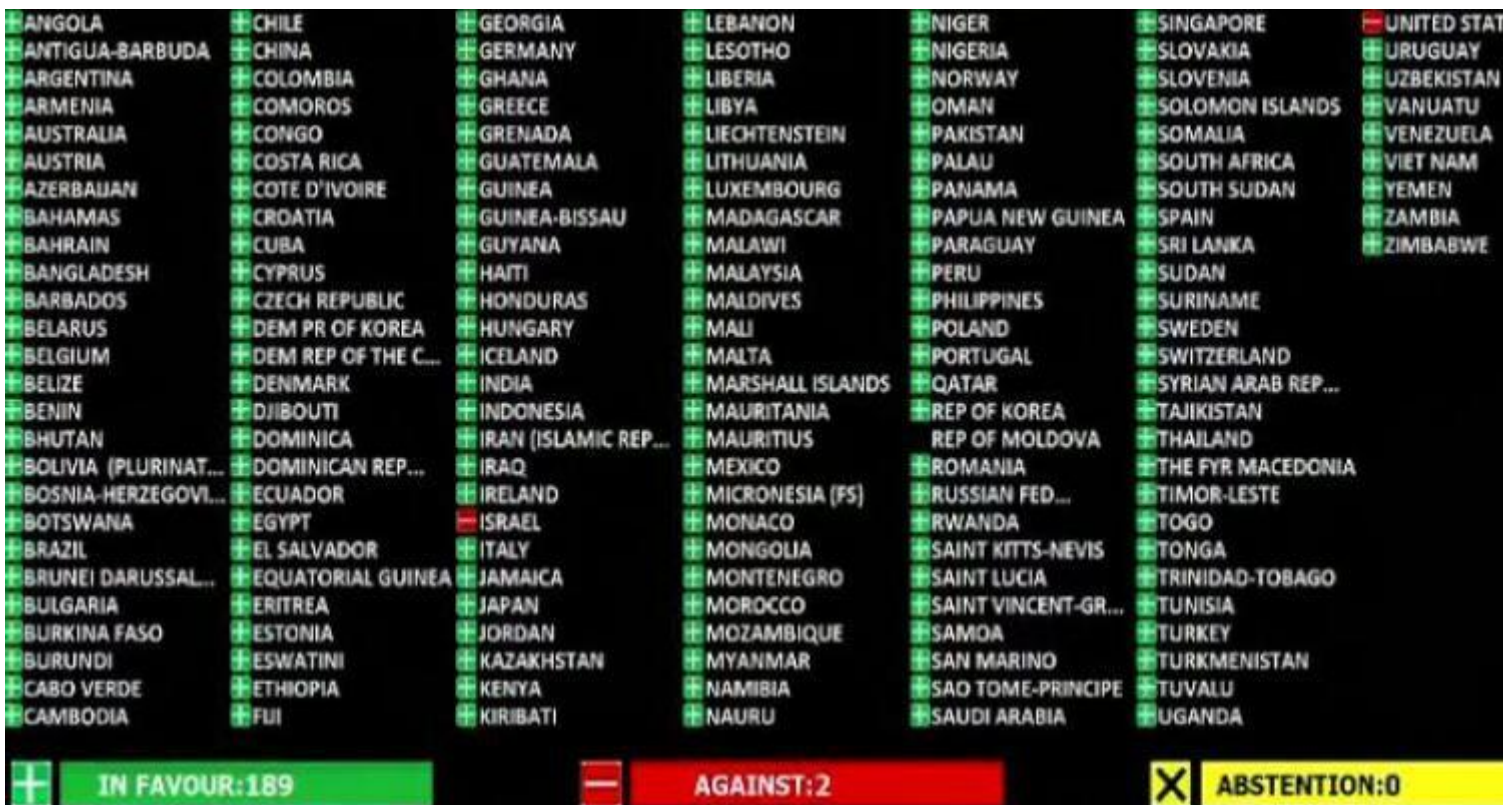 ANGOLA
ANTIGUA-BARBUDA
ARGENTINA
ARMENIA
AUSTRALIA
AUSTRIA
AZERBAIJAN
BAHAMAS
BAHRAIN
BANGLADESH
BARBADOS
BELARUS
BELGIUM
BELIZE
BENIN
BHUTAN
BOLIVIA (PLURINAT...
BOSNIA-HERZEGOVI...
BOTSWANA
BRAZIL
BRUNEI DARUSSAL...
BULGARIA
BURKINA FASO
BURUNDI
CABO VERDE
CAMBODIA
CHILE
CHINA
COLOMBIA
COMOROS
CONGO
COSTA RICA
COTE D'IVOIRE
CROATIA
CUBA
CYPRUS
CZECH REPUBLIC
DEM PR OF KOREA
DEM REP OF THE C...
DENMARK
DJIBOUTI
DOMINICA
DOMINICAN REP...
ECUADOR
EGYPT
EL SALVADOR
EQUATORIAL GUINEA
ERITREA
ESTONIA
ESWATINI
ETHIOPIA
FIJI
GEORGIA
GERMANY
GHANA
GREECE
GRENADA
GUATEMALA
GUINEA
GUINEA-BISSAU
GUYANA
HAITI
HONDURAS
HUNGARY
ICELAND
INDIA
INDONESIA
IRAN (ISLAMIC REP...
IRAQ
IRELAND
ISRAEL
ITALY
JAMAICA
JAPAN
JORDAN
KAZAKHSTAN
KENYA
KIRIBATI
LEBANON
LESOTHO
LIBERIA
LIBYA
LIECHTENSTEIN
LITHUANIA
LUXEMBOURG
MADAGASCAR
MALAWI
MALAYSIA
MALDIVES
MALI
MALTA
MARSHALL ISLANDS
MAURITANIA
MAURITIUS
MEXICO
MICRONESIA (FS)
MONACO
MONGOLIA
MONTENEGRO
MOROCCO
MOZAMBIQUE
MYANMAR
NAMIBIA
NAURU
NIGER
NIGERIA
NORWAY
OMAN
PAKISTAN
PALAU
PANAMA
PAPUA NEW GUINEA
PARAGUAY
PERU
PHILIPPINES
POLAND
PORTUGAL
QATAR
REP OF KOREA
REP OF MOLDOVA
ROMANIA
RUSSIAN FED...
RWANDA
SAINT KITTS-NEVIS
SAINT LUCIA
SAINT VINCENT-GR...
SAMOA
SAN MARINO
SAO TOME-PRINCIPE
SAUDI ARABIA
SINGAPORE
SLOVAKIA
SLOVENIA
SOLOMON ISLANDS
SOMALIA
SOUTH AFRICA
SOUTH SUDAN
SPAIN
SRI LANKA
SUDAN
SURINAME
SWEDEN
SWITZERLAND
SYRIAN ARAB REP...
TAJIKISTAN
THAILAND
THE FYR MACEDONIA
TIMOR-LESTE
TOGO
TONGA
TRINIDAD-TOBAGO
TUNISIA
TURKEY
TURKMENISTAN
TUVALU
UGANDA
UNITED STAT
URUGUAY
UZBEKISTAN
VANUATU
VENEZUELA
VIET NAM
YEMEN
ZAMBIA
ZIMBABWE
IN FAVOUR:189
AGAINST:2
ABSTENTION:0